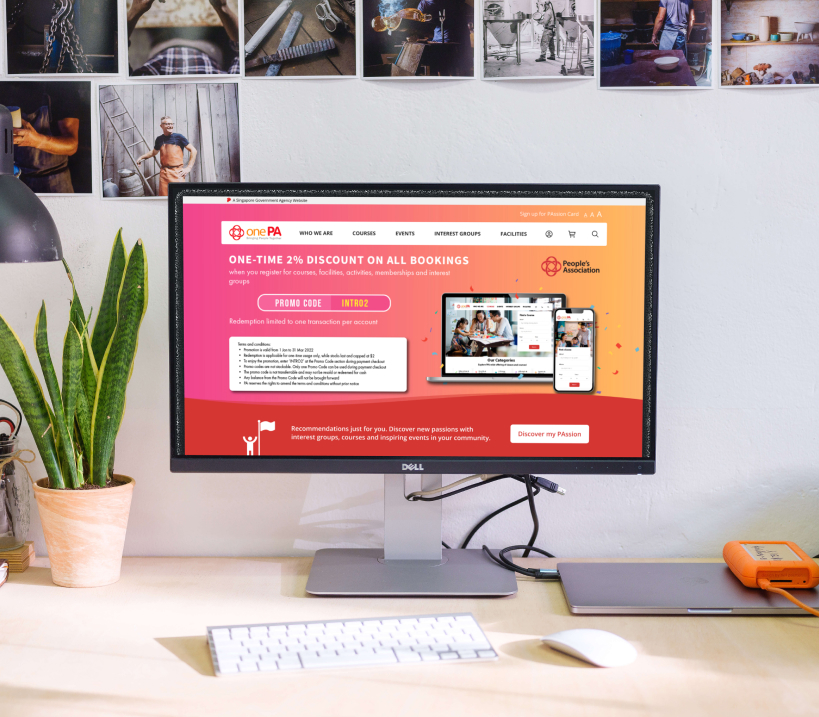 A Singapore Government Agency Website
Sign up for PAssion Card A A A
onePA
Bringing People Together
WHO WE ARE COURSES EVENTS INTEREST GROUPS FACILITIES
ONE-TIME 2% DISCOUNT ON ALL BOOKINGS
when you register for courses, facilities, activities, memberships and interest
groups
People's
Association
PROMO CODE INTRO2
Redemption limited to one transaction per account
Terms and conditions:
• Promotion is valid from 1 Jan to 31 Mar 2022
• Redemption is applicable for one-time usage only, while stocks last and capped at $2
• To enjoy the promotion, enter 'INTRO2' at the Promo Code section during payment checkout
• Promo codes are not stackable. Only one Promo Code can be used during payment checkout
• The promo code is not transferable and may not be resold or redeemed for cash
• Any balance from the Promo Code will not be brought forward
• PA reserves the right to amend the terms and conditions without prior notice
Our Categories
Recommendations just for you. Discover new passions with
interest groups, courses and inspiring events in your community.
Discover my PAssion
DELL